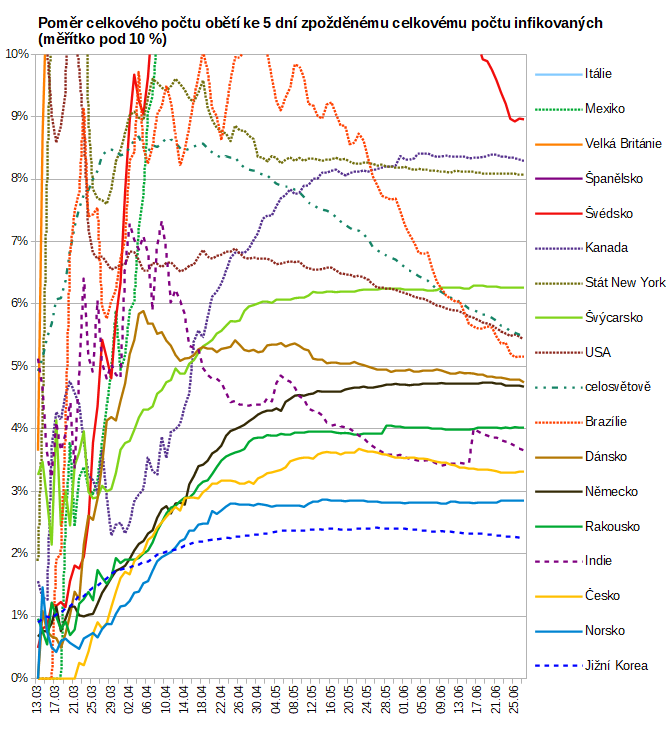 Poměr celkového počtu obětí ke 5 dní zpožděnému celkovému počtu infikovaných
(měřítko pod 10 %)
10%
9%
8%
7%
6%
5%
4%
3%
2%
1%
0%
13.03
17.03
21.03
25.03
29.03
02.04
06.04
10.04
14.04
18.04
22.04
26.04
30.04
04.05
08.05
12.05
16.05
20.05
24.05
28.05
01.06
05.06
09.06
13.06
17.06
21.06
25.06
Itálie
Mexiko
Velká Británie
Španělsko
Švédsko
Kanada
Stát New York
Švýcarsko
USA
celosvětově
Brazílie
Dánsko
Německo
Rakousko
Indie
Česko
Norsko
Jižní Korea